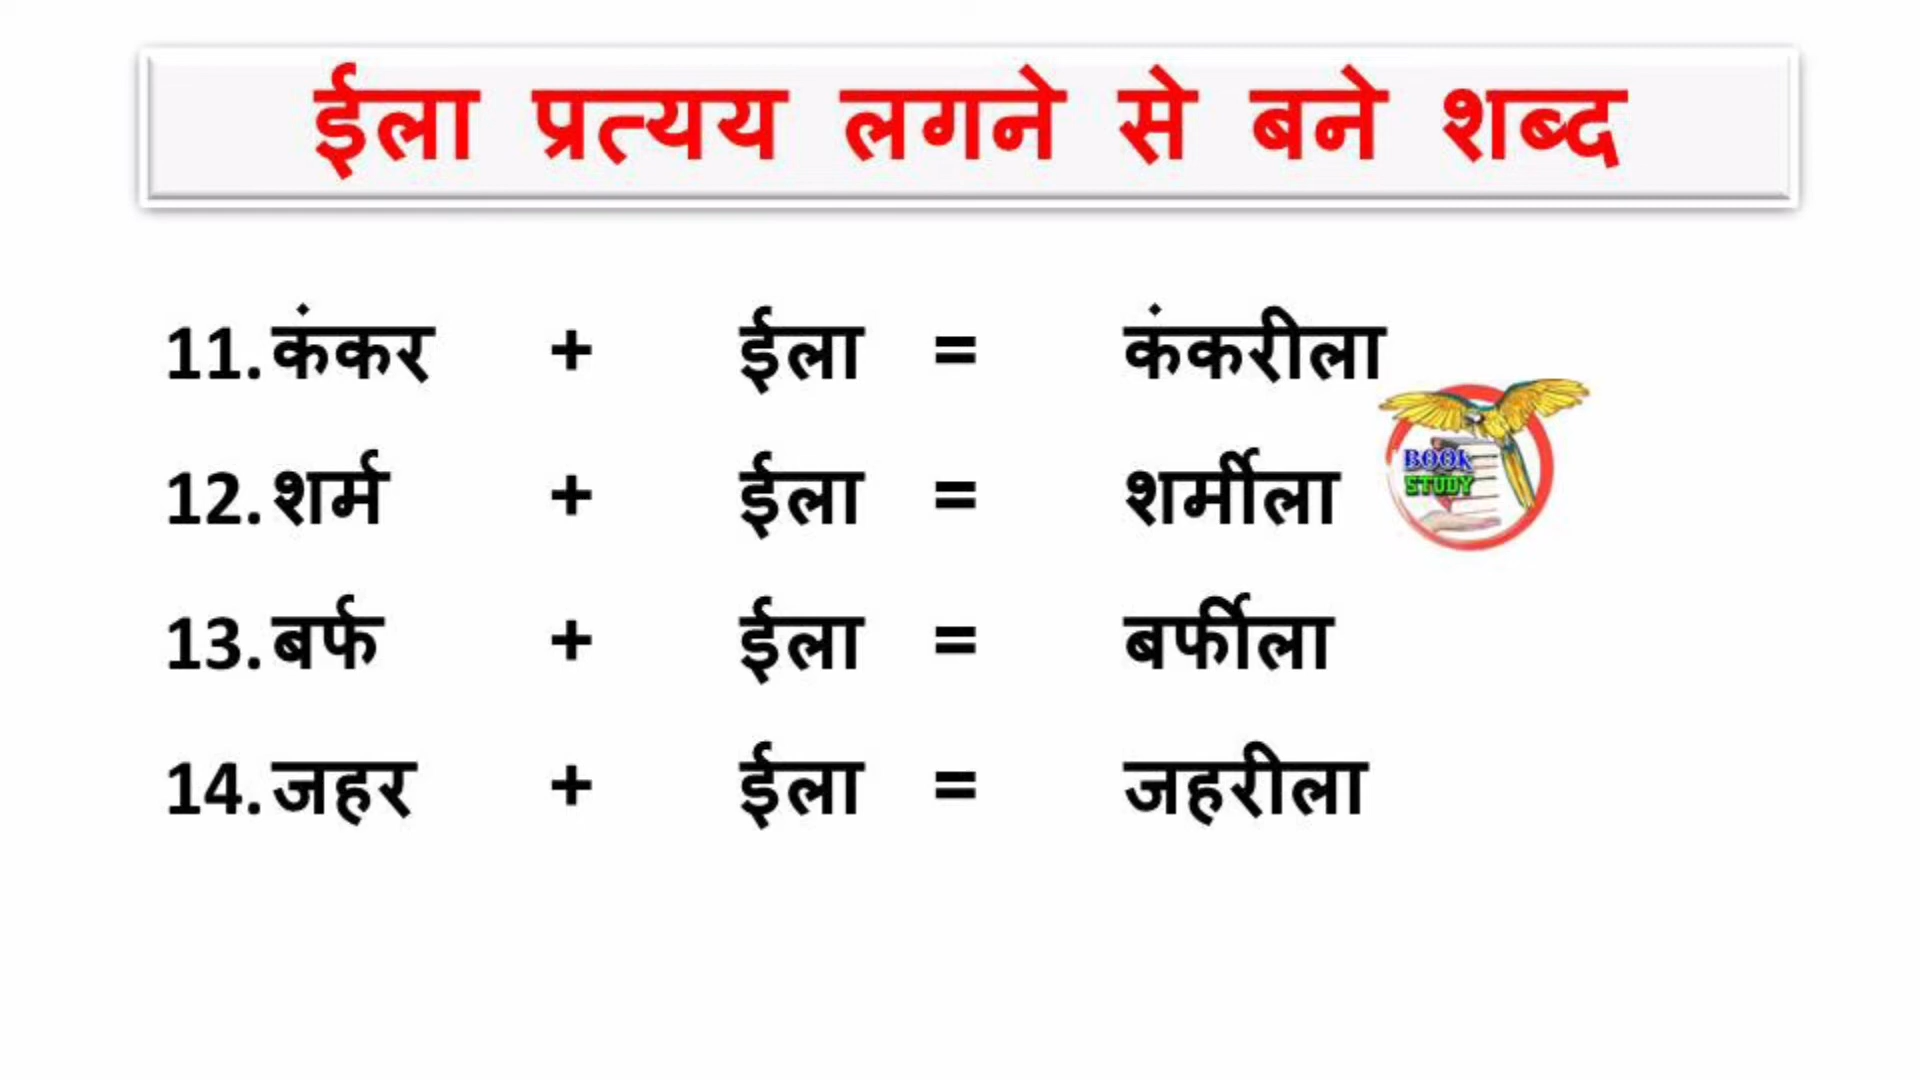 ईला प्रत्यय लगने से बने शब्द
11. कंकर + ईला = कंकरीला
12. शर्म + ईला = शर्मीला
BOOK
STUDY
13. बर्फ + ईला = बर्फीला
14. जहर + ईला = जहरीला